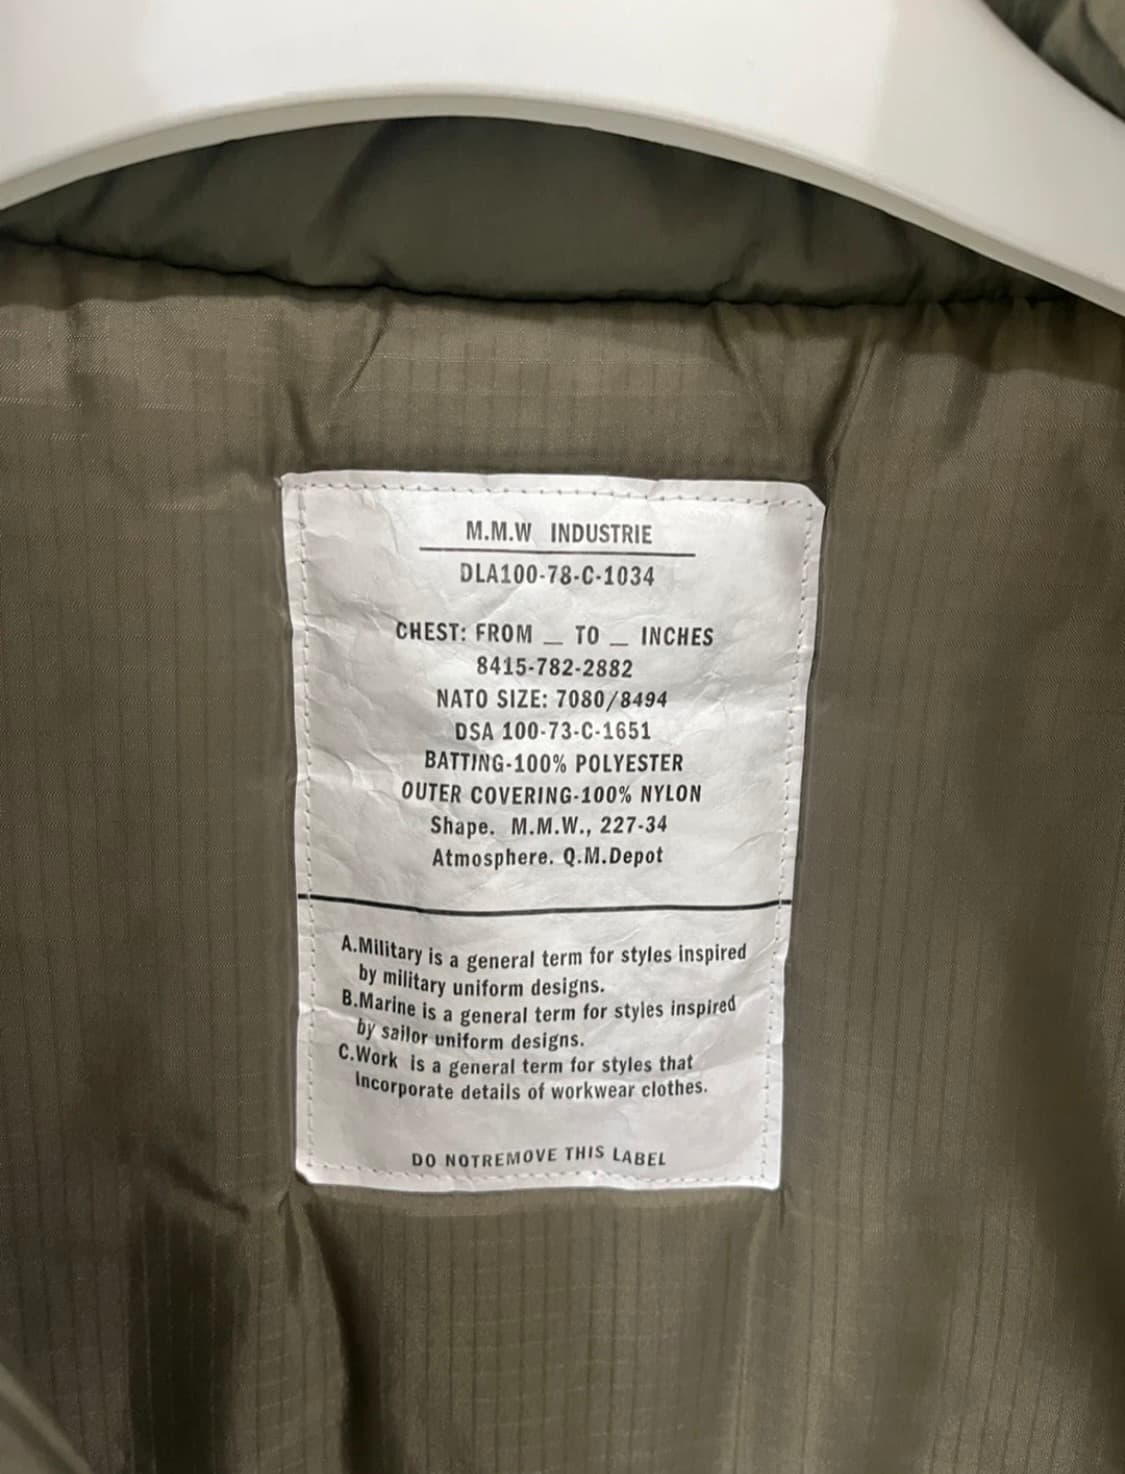 M.M.W INDUSTRIE
DLA100-78-C-1034
CHEST: FROM _ TO _ INCHES
8415-782-2882
NATO SIZE: 7080/8494
DSA 100-73-C-1651
BATTING-100% POLYESTER
OUTER COVERING-100% NYLON
Shape. M.M.W., 227-34
Atmosphere. Q.M.Depot
A.Military is a general term for styles inspired
by military uniform designs.
B.Marine is a general term for styles inspired
by sailor uniform designs.
C.Work is a general term for styles that
Incorporate details of workwear clothes.
DO NOTREMOVE THIS LABEL